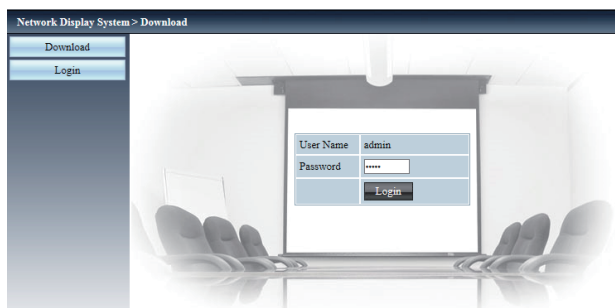 Network Display System > Download
Download
Login
User Name admin
Password •••••
Login